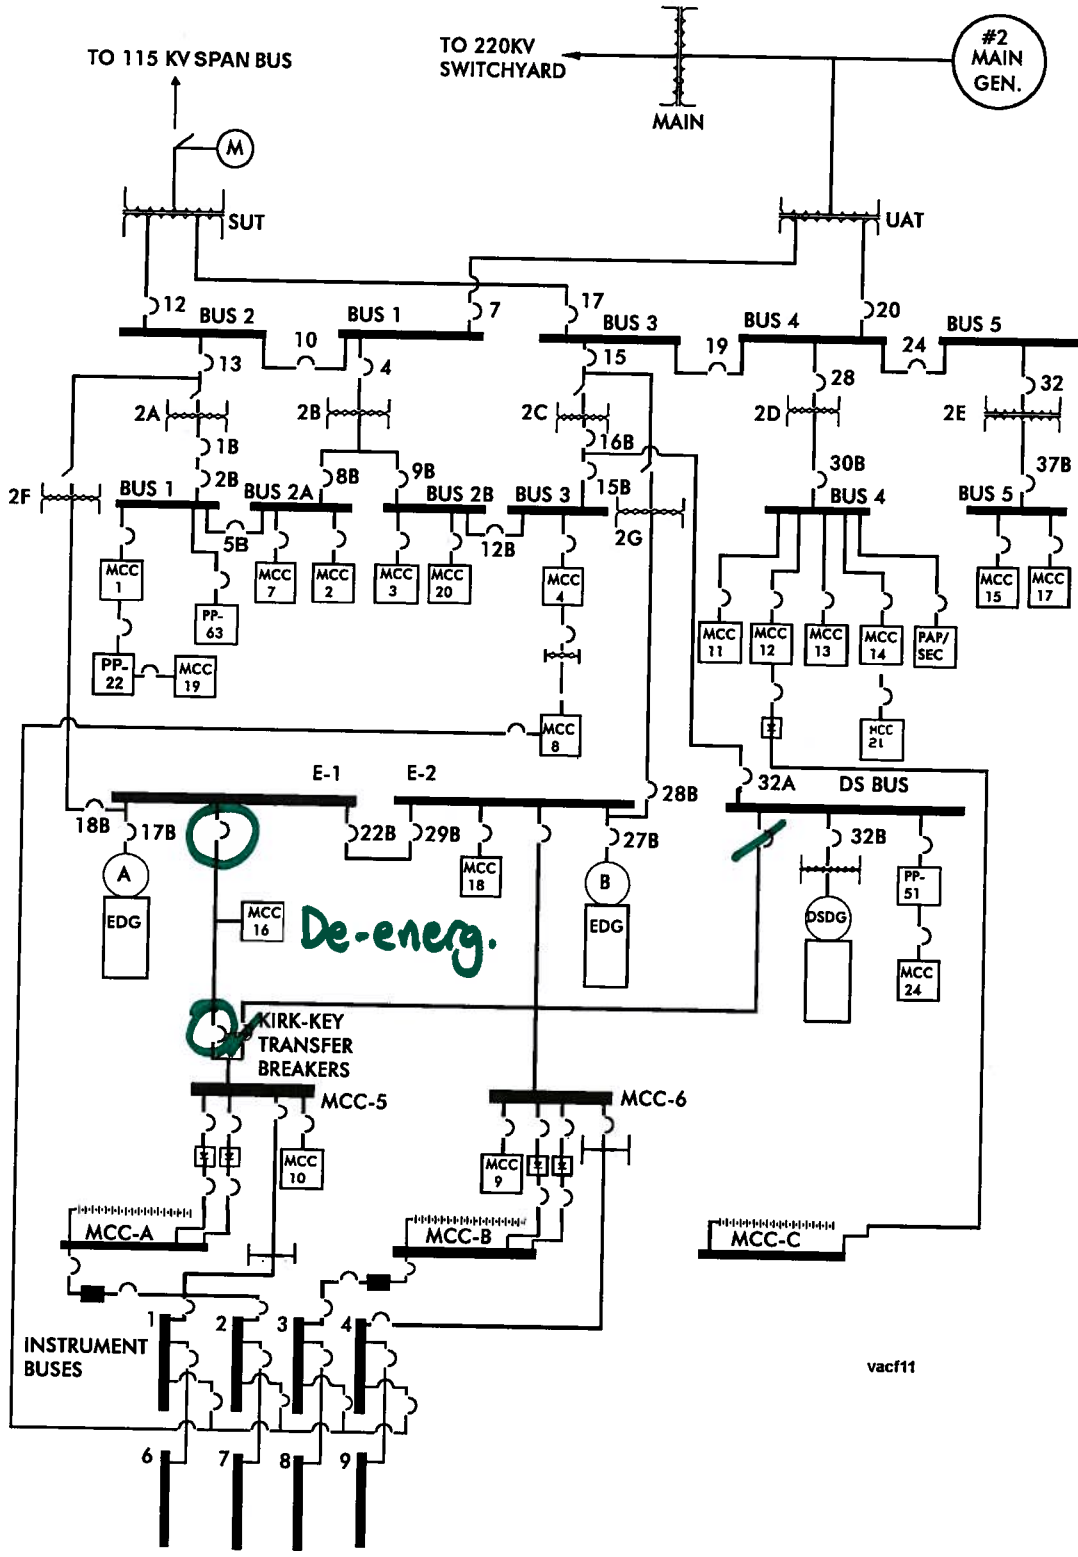 TO 115 KV SPAN BUS
TO 220KV
SWITCHYARD
#2
MAIN
GEN.
MAIN
M
SUT
UAT
12
BUS 2
10
BUS 1
7
17
BUS 3
19
BUS 4
20
24
BUS 5
13
4
15
28
32
2A
2B
2C
2D
2E
1B
16B
2B
8B
9B
15B
30B
37B
2F
BUS 1
BUS 2A
BUS 2B
BUS 3
BUS 4
BUS 5
5B
12B
2G
MCC
1
MCC
7
MCC
2
MCC
3
MCC
20
MCC
4
MCC
15
MCC
17
PP-
63
MCC
11
MCC
12
MCC
13
MCC
14
PAP/
SEC
PP-
22
MCC
19
MCC
8
MCC
21
E-1
E-2
28B
32A
DS BUS
18B
17B
22B
29B
27B
32B
A
EDG
MCC
18
B
EDG
PP-
51
DSDG
MCC
16
De-energ.
MCC
24
KIRK-KEY
TRANSFER
BREAKERS
MCC-5
MCC-6
MCC
10
MCC
9
MCC-A
MCC-B
MCC-C
1
2
3
4
INSTRUMENT
BUSES
vacf11
6
7
8
9